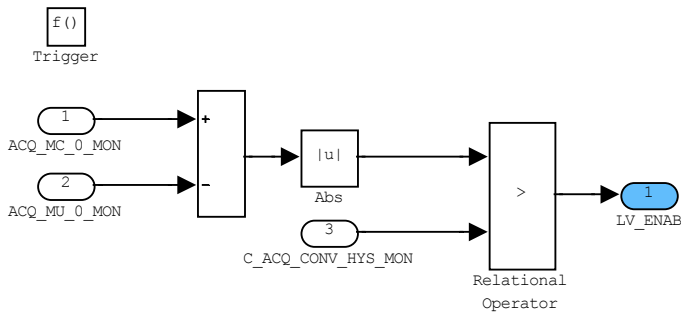 f()
Trigger
1
ACQ_MC_0_MON
+
2
ACQ_MU_0_MON
−
|u|
Abs
3
C_ACQ_CONV_HYS_MON
>
Relational
Operator
1
LV_ENAB